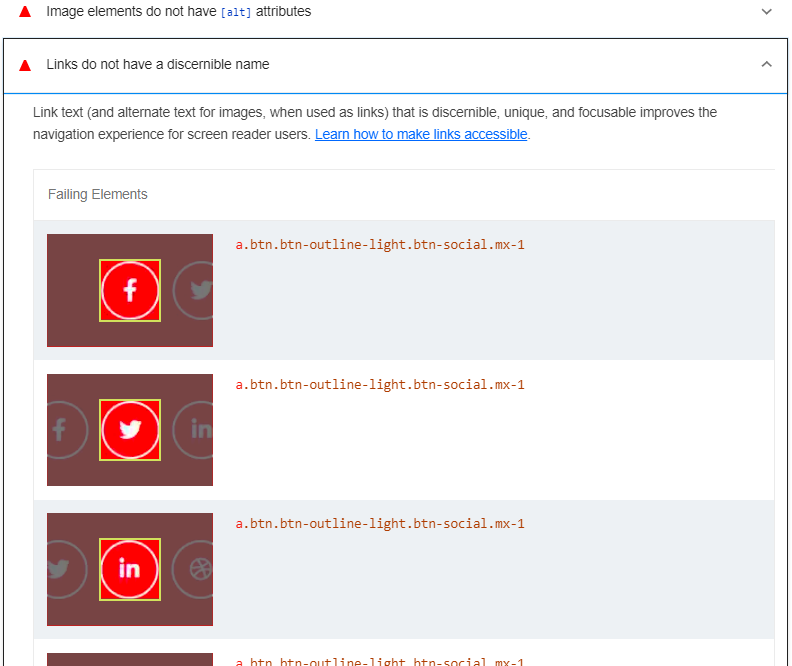 Image elements do not have [alt] attributes
Links do not have a discernible name
Link text (and alternate text for images, when used as links) that is discernible, unique, and focusable improves the
navigation experience for screen reader users. Learn how to make links accessible.
Failing Elements
a.btn.btn-outline-light.btn-social.mx-1
f
a.btn.btn-outline-light.btn-social.mx-1
f in
a.btn.btn-outline-light.btn-social.mx-1
in
a.btn.btn-outline-light.btn-social.mx-1